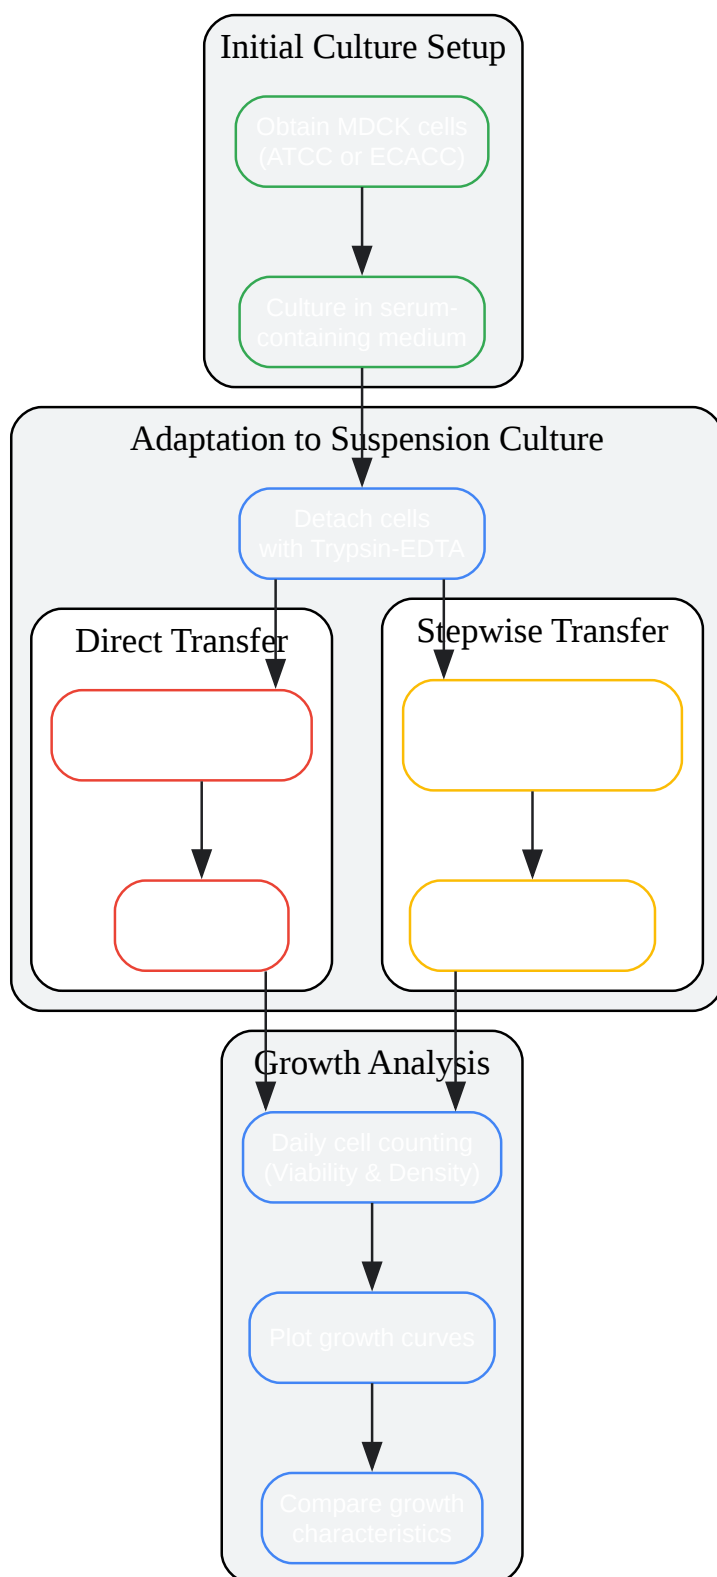 Initial Culture Setup
Obtain MDCK cells
(ATCC or ECACC)
Culture in serum-
containing medium
Adaptation to Suspension Culture
Detach cells
with Trypsin-EDTA
Direct Transfer
Stepwise Transfer
Growth Analysis
Daily cell counting
(Viability & Density)
Plot growth curves
Compare growth
characteristics